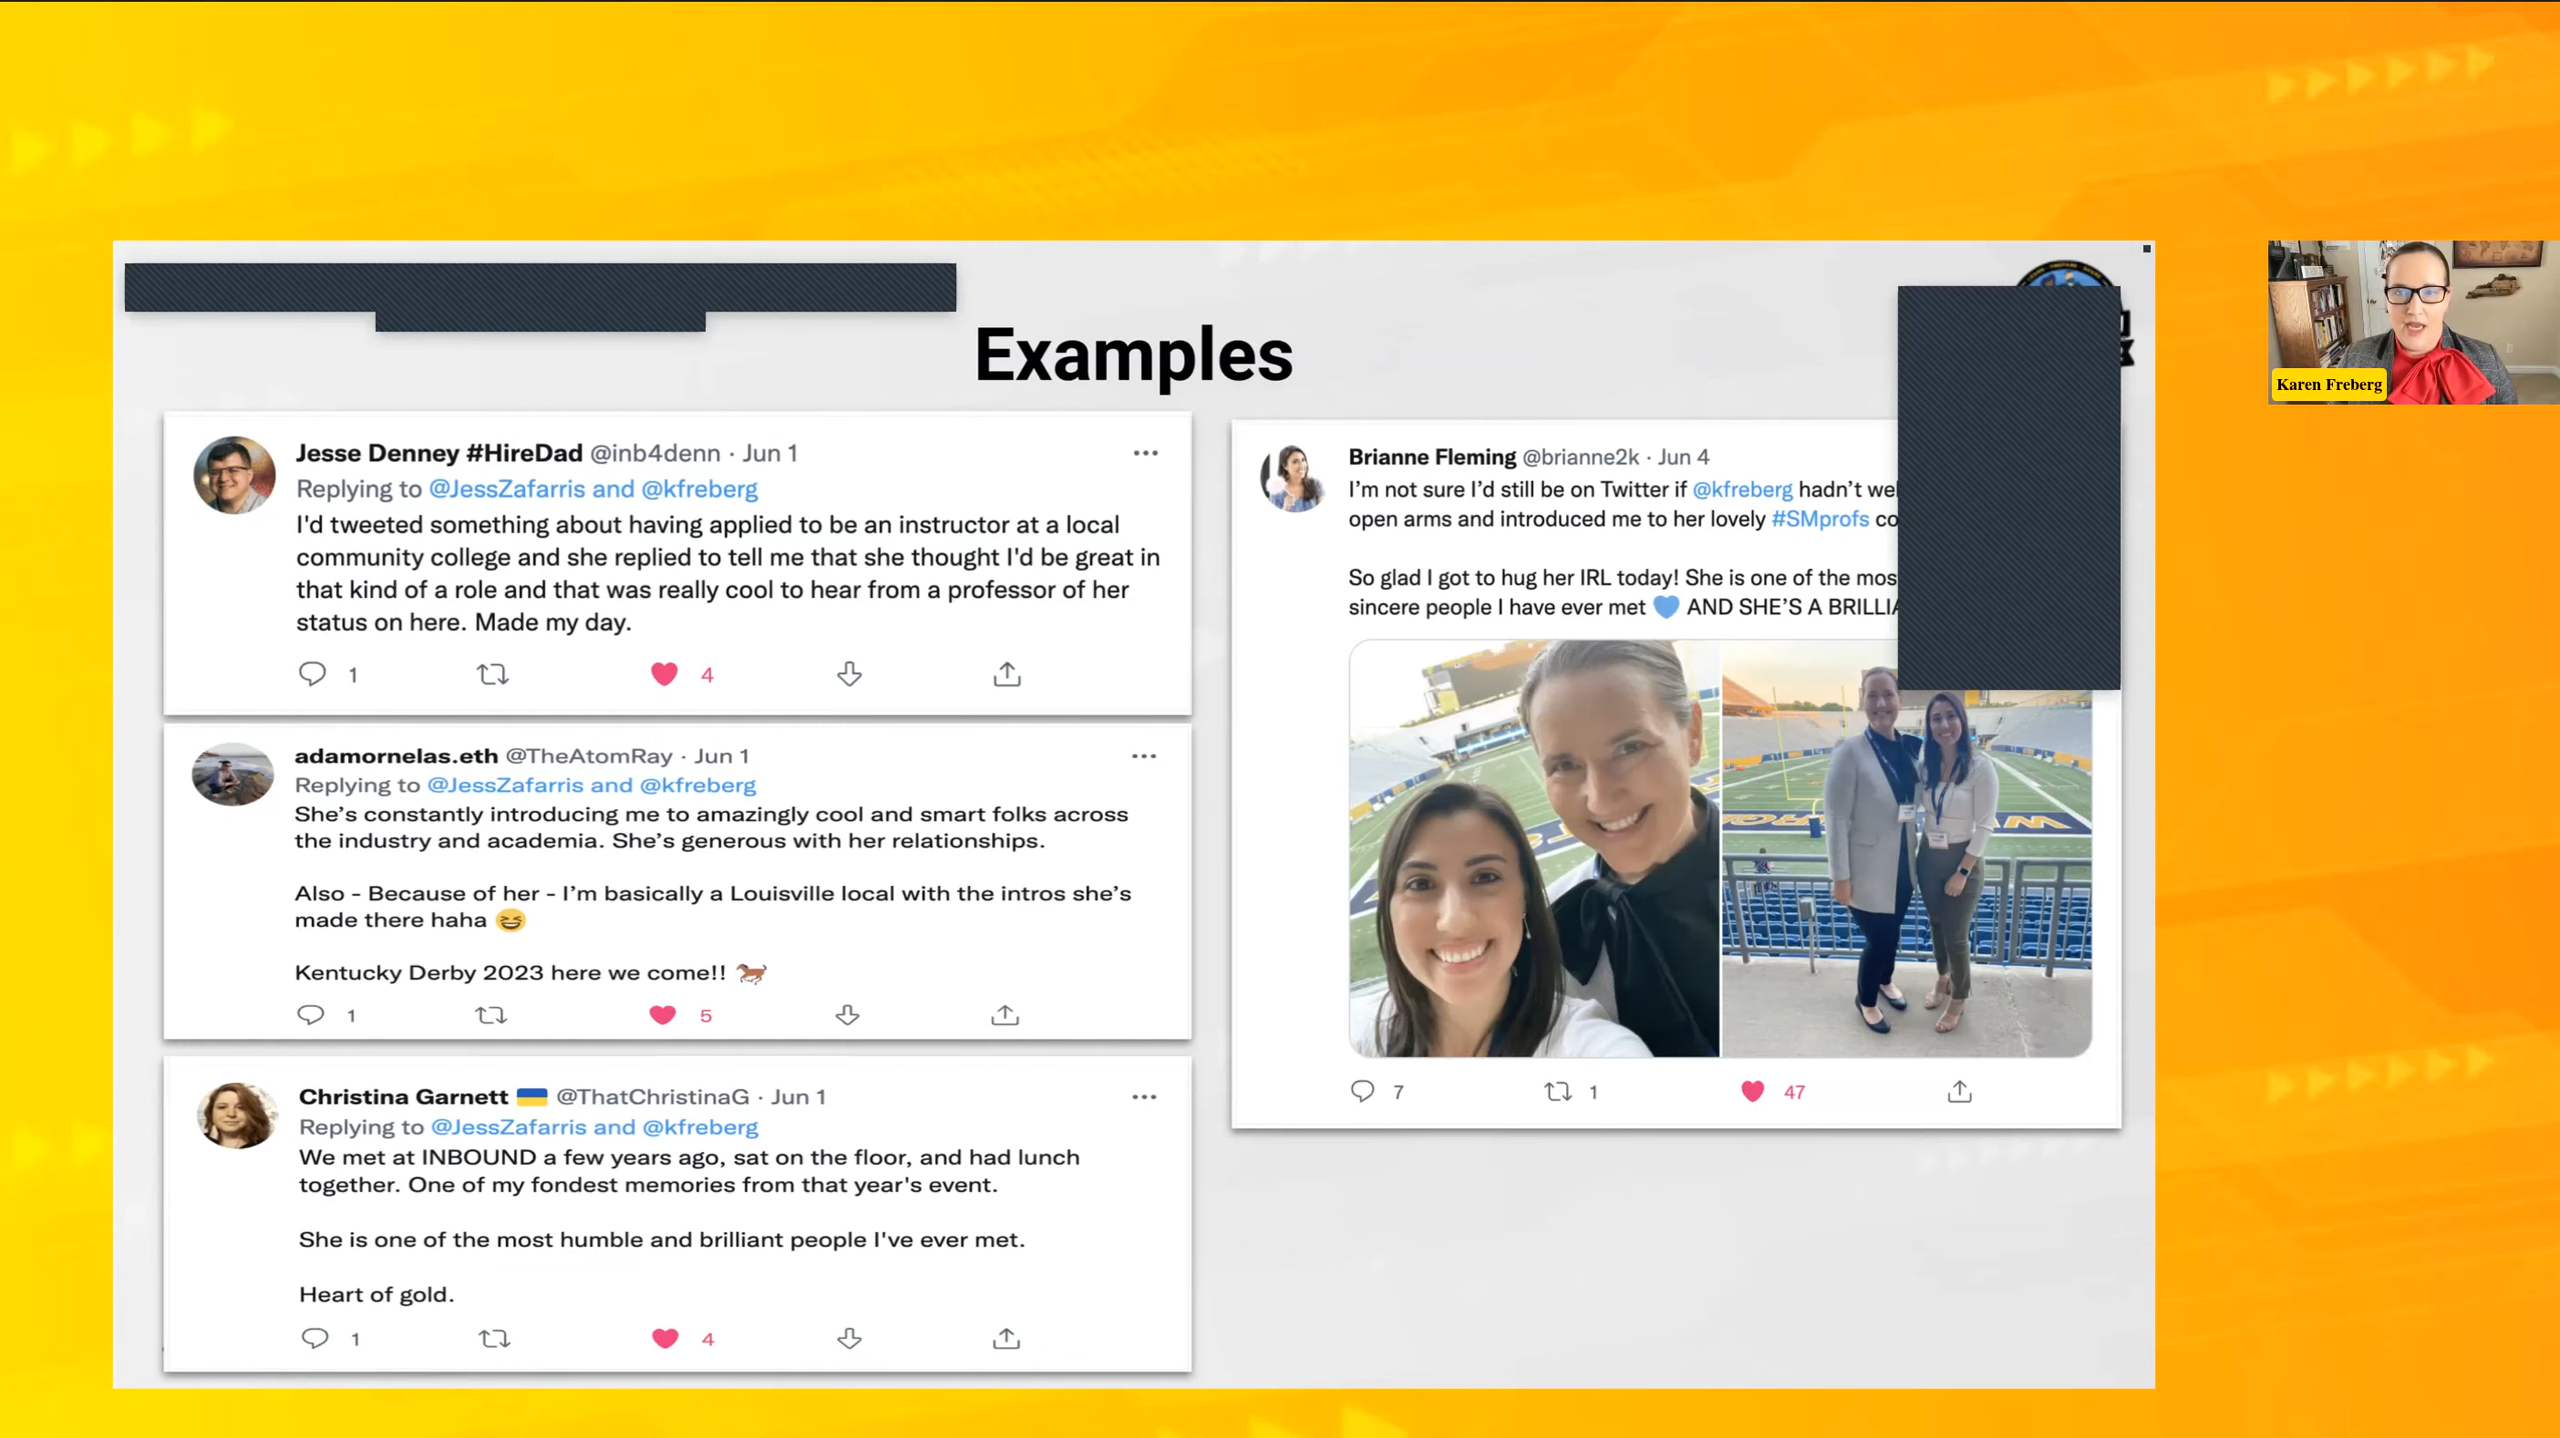 Examples
Jesse Denney #HireDad @inb4denn · Jun 1
Replying to @JessZafarris and @kfreberg
I'd tweeted something about having applied to be an instructor at a local
community college and she replied to tell me that she thought I'd be great in
that kind of a role and that was really cool to hear from a professor of her
status on here. Made my day.
1 4
adamornelas.eth @TheAtomRay · Jun 1
Replying to @JessZafarris and @kfreberg
She's constantly introducing me to amazingly cool and smart folks across
the industry and academia. She's generous with her relationships.
Also - Because of her - I'm basically a Louisville local with the intros she's
made there haha 😆
Kentucky Derby 2023 here we come!! 🐎
1 5
Christina Garnett 🇺🇦 @ThatChristinaG · Jun 1
Replying to @JessZafarris and @kfreberg
We met at INBOUND a few years ago, sat on the floor, and had lunch
together. One of my fondest memories from that year's event.
She is one of the most humble and brilliant people I've ever met.
Heart of gold.
1 4
Brianne Fleming @brianne2k · Jun 4
I'm not sure I'd still be on Twitter if @kfreberg hadn't
open arms and introduced me to her lovely #SMprofs
So glad I got to hug her IRL today! She is one of the
sincere people I have ever met 💙 AND SHE'S A
7 1 47
Karen Freberg